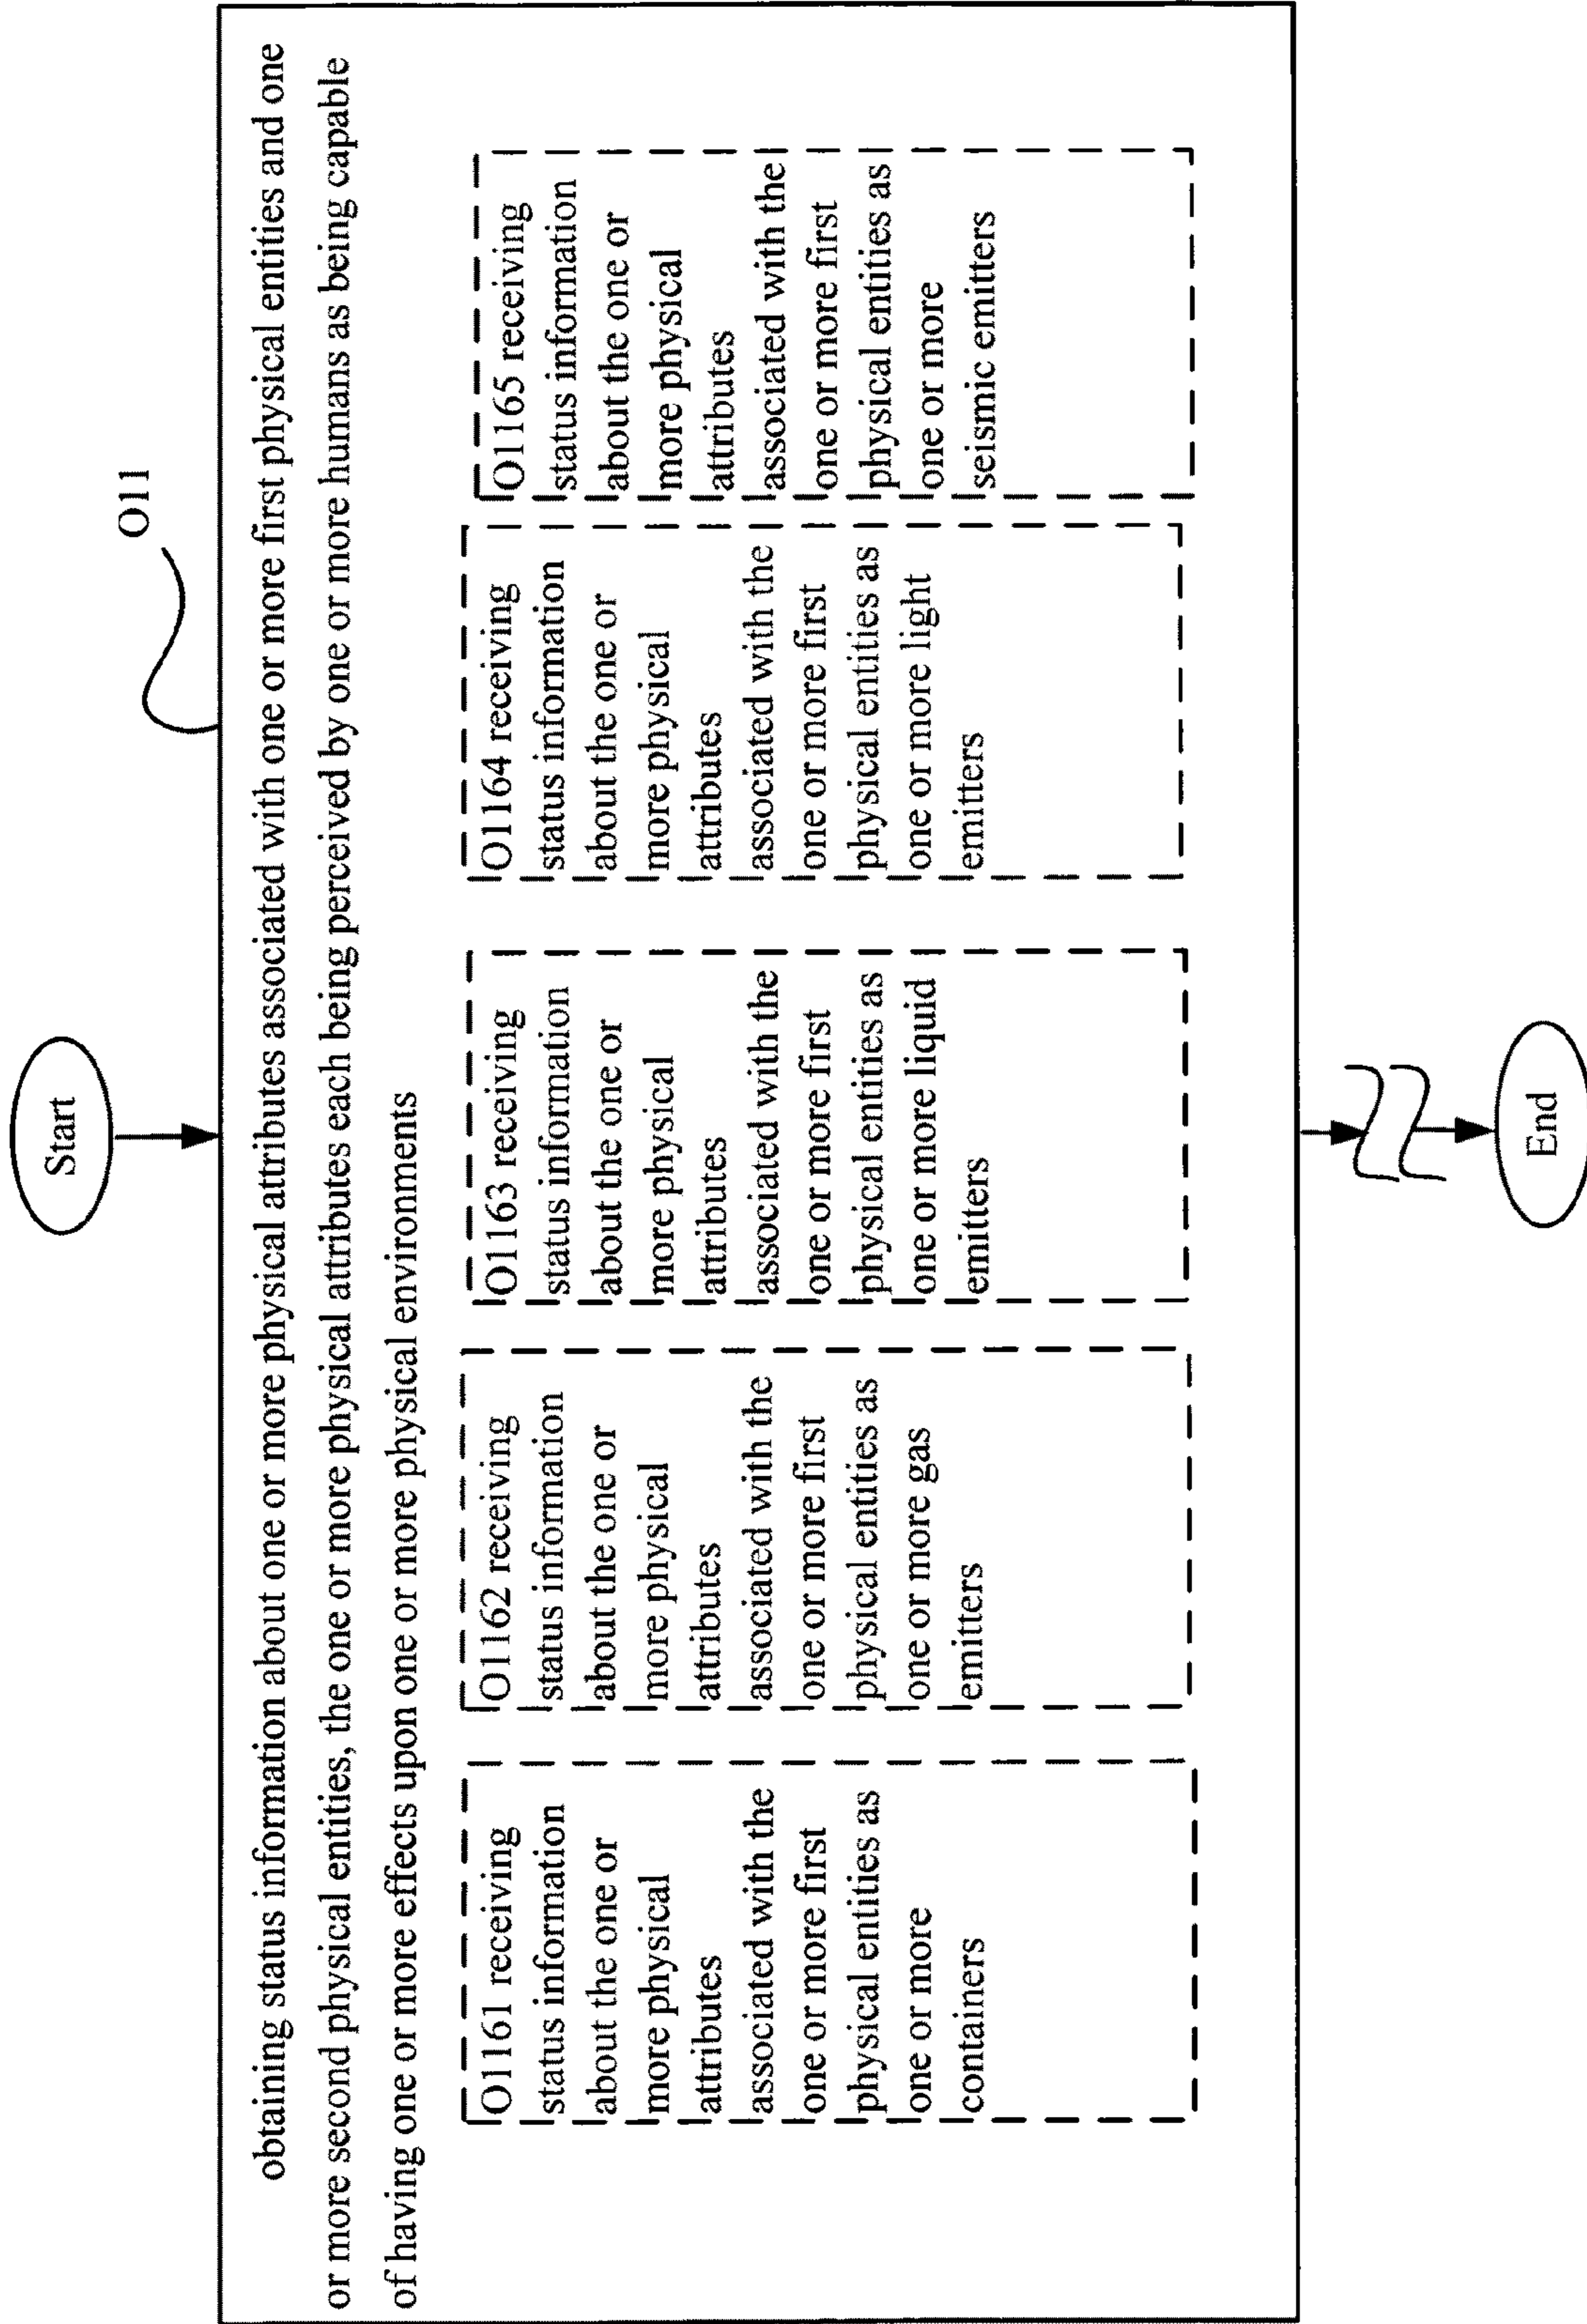 Start
O11
obtaining status information about one or more physical attributes associated with one or more first physical entities and one
or more second physical entities, the one or more physical attributes each being perceived by one or more humans as being capable
of having one or more effects upon one or more physical environments
O1161 receiving
status information
about the one or
more physical
attributes
associated with the
one or more first
physical entities as
one or more
containers
O1162 receiving
status information
about the one or
more physical
attributes
associated with the
one or more first
physical entities as
one or more gas
emitters
O1163 receiving
status information
about the one or
more physical
attributes
associated with the
one or more first
physical entities as
one or more liquid
emitters
O1164 receiving
status information
about the one or
more physical
attributes
associated with the
one or more first
physical entities as
one or more light
emitters
O1165 receiving
status information
about the one or
more physical
attributes
associated with the
one or more first
physical entities as
one or more
seismic emitters
End